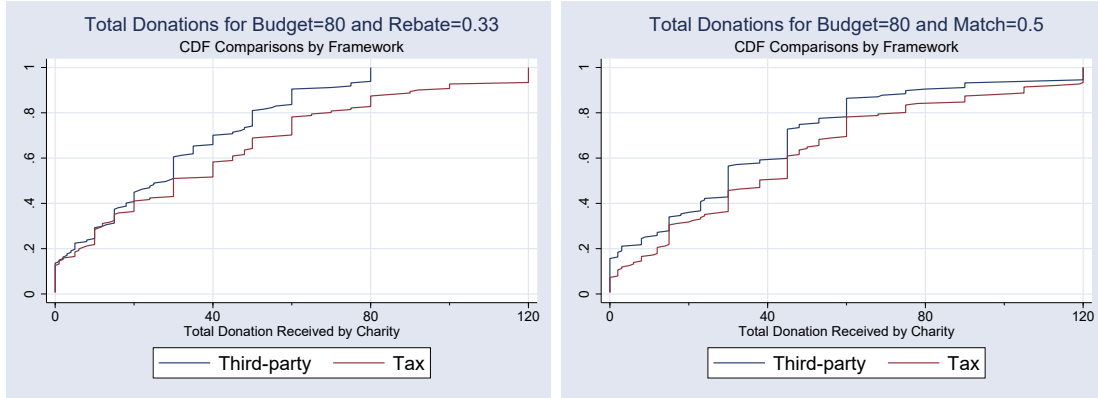 Total Donations for Budget=80 and Rebate=0.33
CDF Comparisons by Framework
1
.8
.6
.4
.2
0
0 40 80 120
Total Donation Received by Charity
Third-party Tax
Total Donations for Budget=80 and Match=0.5
CDF Comparisons by Framework
1
.8
.6
.4
.2
0
0 40 80 120
Total Donation Received by Charity
Third-party Tax